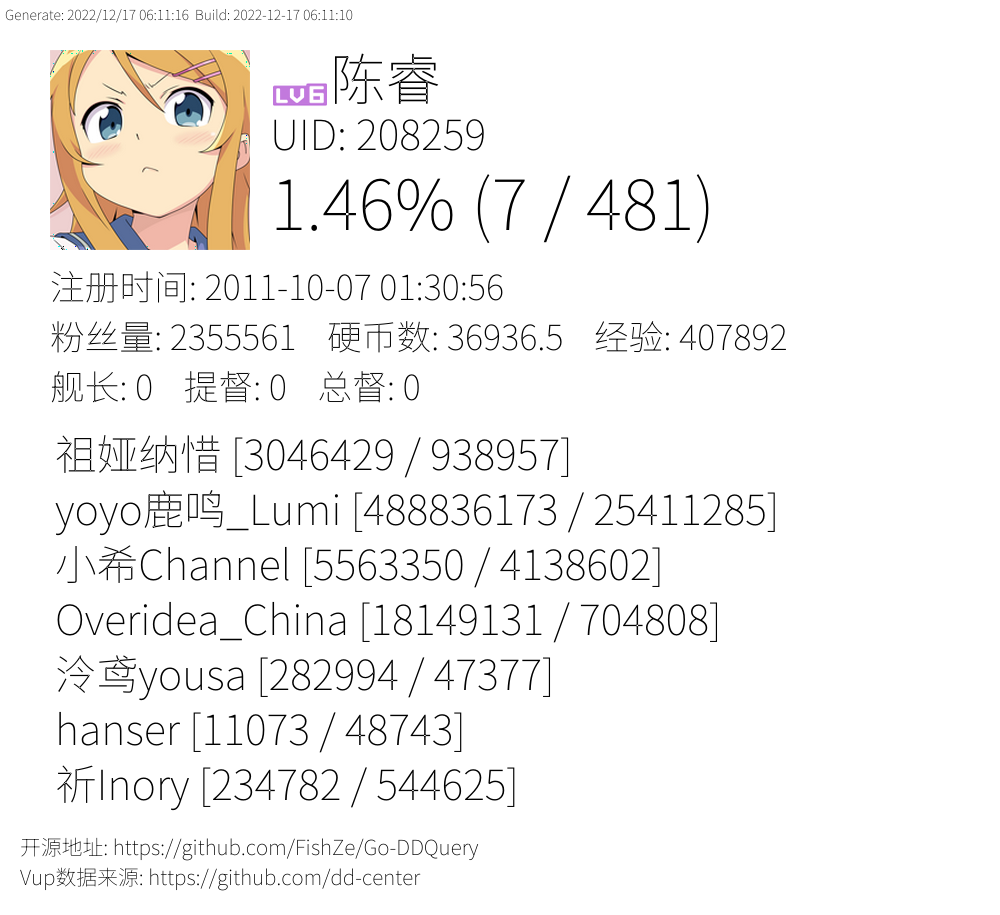 Generate: 2022/12/17 06:11:16 Build: 2022-12-17 06:11:10
LV6 陈睿
UID: 208259
1.46% (7 / 481)
注册时间: 2011-10-07 01:30:56
粉丝量: 2355561 硬币数: 36936.5 经验: 407892
舰长: 0 提督: 0 总督: 0
祖娅纳惜 [3046429 / 938957]
yoyo鹿鸣_Lumi [488836173 / 25411285]
小希Channel [5563350 / 4138602]
Overidea_China [18149131 / 704808]
泠鸢yousa [282994 / 47377]
hanser [11073 / 48743]
祈Inory [234782 / 544625]
开源地址: https://github.com/FishZe/Go-DDQuery
Vup数据来源: https://github.com/dd-center